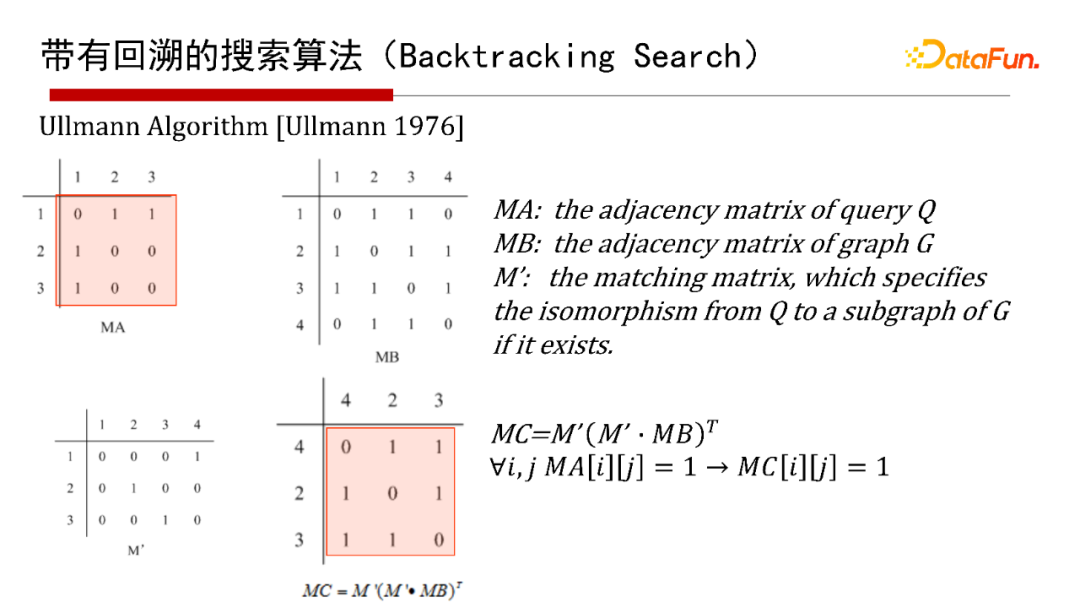 带有回溯的搜索算法（Backtracking Search）
DataFun.
Ullmann Algorithm [Ullmann 1976]
1 2 3
1 0 1 1
2 1 0 0
3 1 0 0
MA
1 2 3 4
1 0 1 1 0
2 1 0 1 1
3 1 1 0 1
4 0 1 1 0
MB
MA: the adjacency matrix of query Q
MB: the adjacency matrix of graph G
M’: the matching matrix, which specifies
the isomorphism from Q to a subgraph of G
if it exists.
1 2 3 4
1 0 0 0 1
2 0 1 0 0
3 0 0 1 0
M’
4 2 3
4 0 1 1
2 1 0 1
3 1 1 0
MC = M '(M '• MB)ᵀ
MC=M′(M′ · MB)ᵀ
∀i, j MA[i][j] = 1 → MC[i][j] = 1